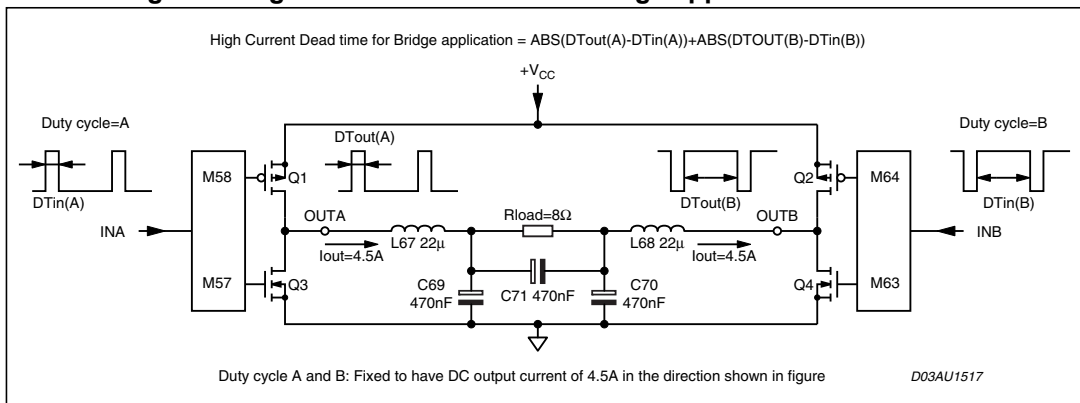 High Current Dead time for Bridge application = ABS(DTout(A)-DTin(A))+ABS(DTOUT(B)-DTin(B))
+VCC
Duty cycle=A
DTout(A)
Duty cycle=B
M58
Q1
Q2
M64
DTin(A)
DTout(B)
DTin(B)
INA
OUTA
Rload=8Ω
OUTB
INB
L67 22µ
L68 22µ
Iout=4.5A
Iout=4.5A
M57
Q3
C69
470nF
C71 470nF
C70
470nF
Q4
M63
Duty cycle A and B: Fixed to have DC output current of 4.5A in the direction shown in figure
D03AU1517